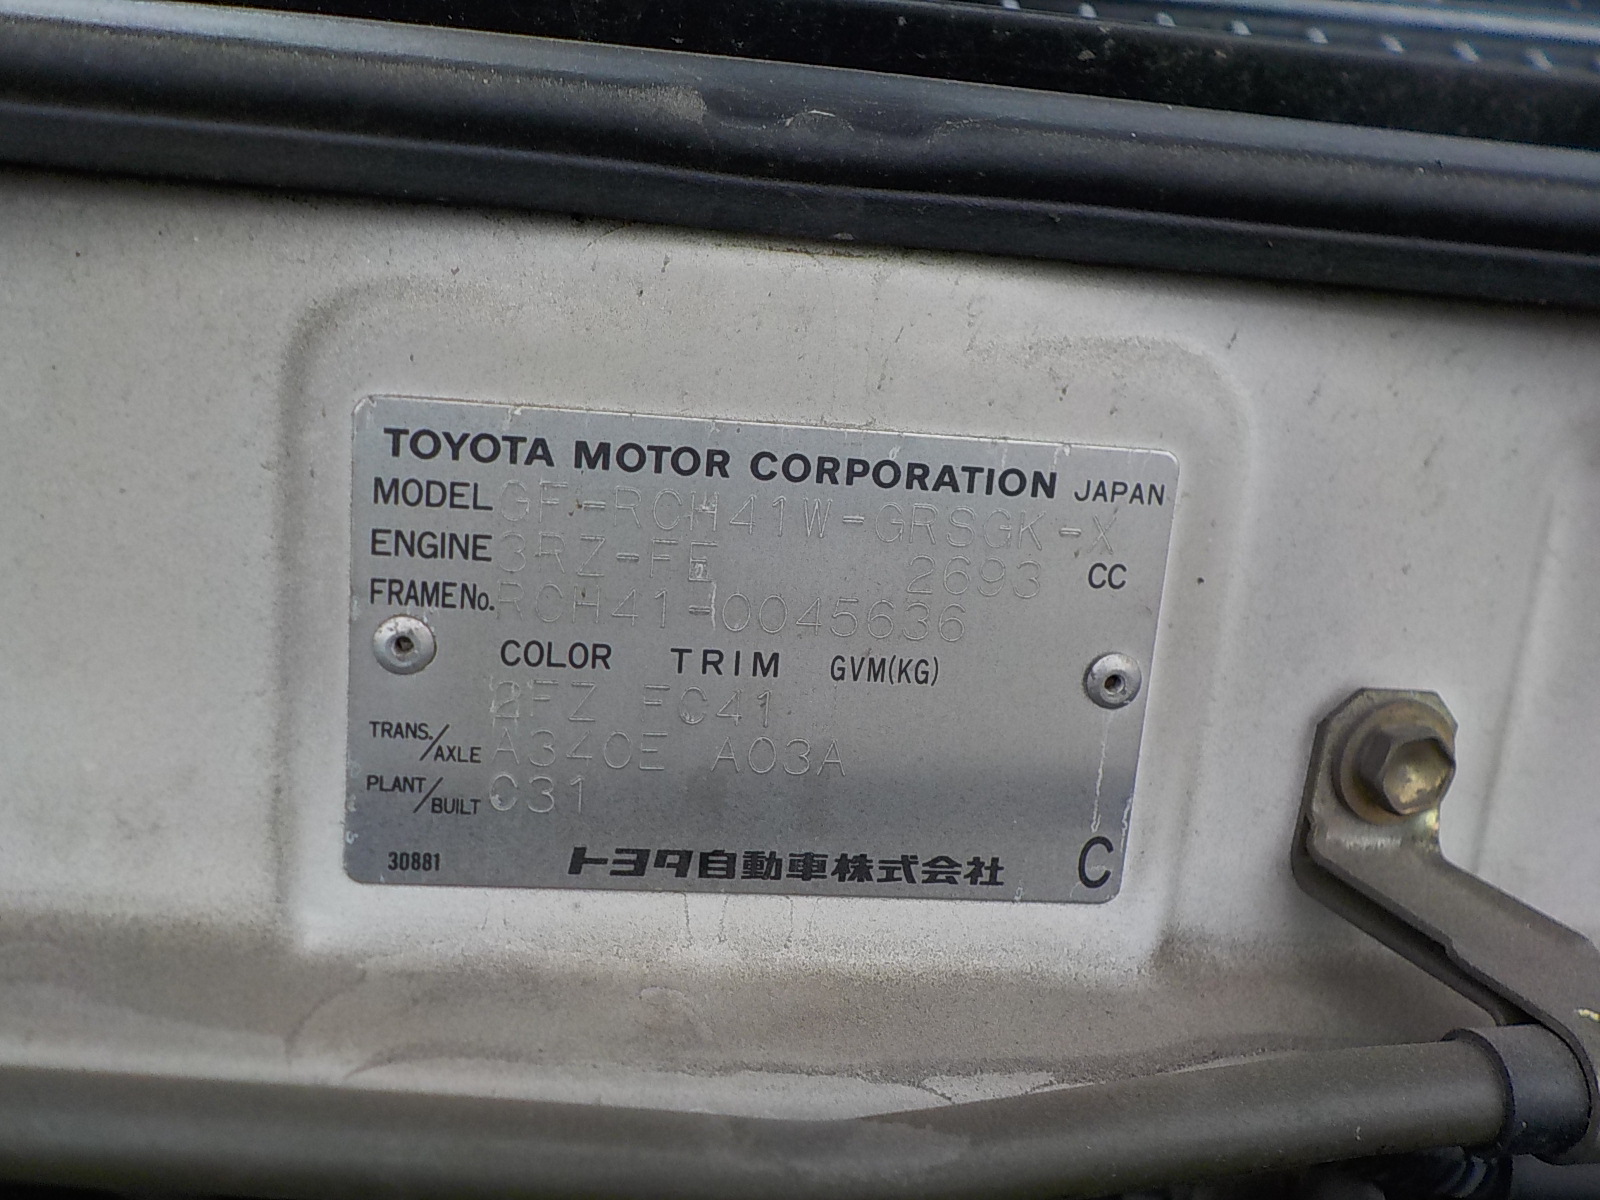 TOYOTA MOTOR CORPORATION JAPAN
MODEL GF-RCH41W-GRSGK-X
ENGINE 3RZ-FE 2693 CC
FRAME No. RCH41-0045636
COLOR TRIM GVM(KG)
2FZ FC41
TRANS./AXLE A340E A03A
PLANT/BUILT C31
30881 トヨタ自動車株式会社 C